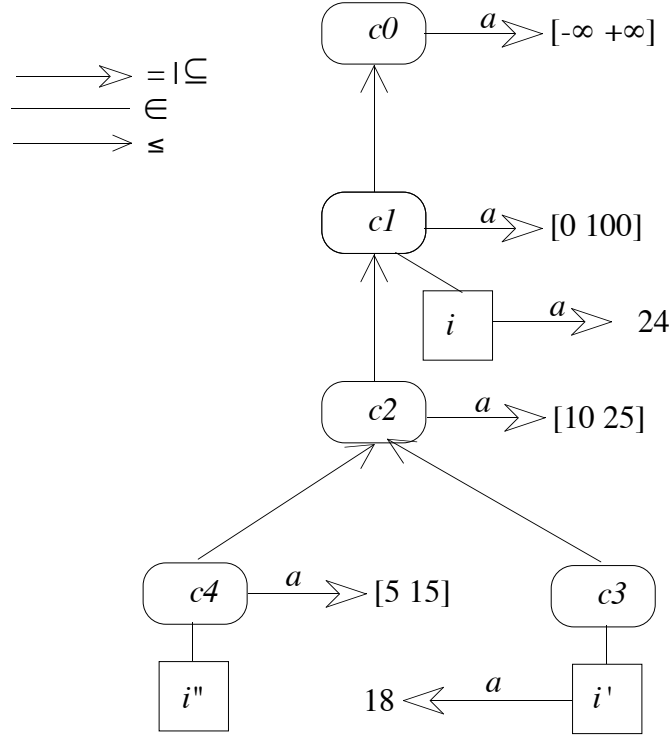 c0 a [-∞ +∞]
= | ⊆
∈
≤
c1 a [0 100]
i a 24
c2 a [10 25]
c4 a [5 15]
c3
i" 18 a i'